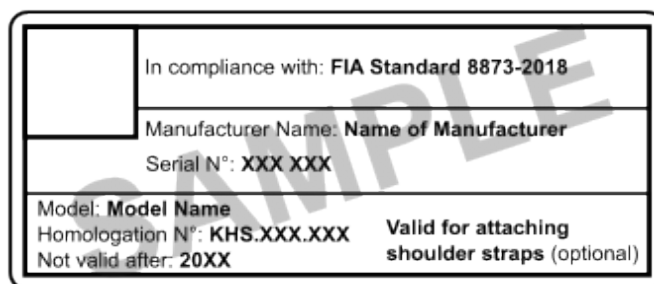 In compliance with: FIA Standard 8873-2018
Manufacturer Name: Name of Manufacturer
Serial N°: XXX XXX
Model: Model Name
Homologation N°: KHS.XXX.XXX
Not valid after: 20XX
Valid for attaching
shoulder straps (optional)
SAMPLE